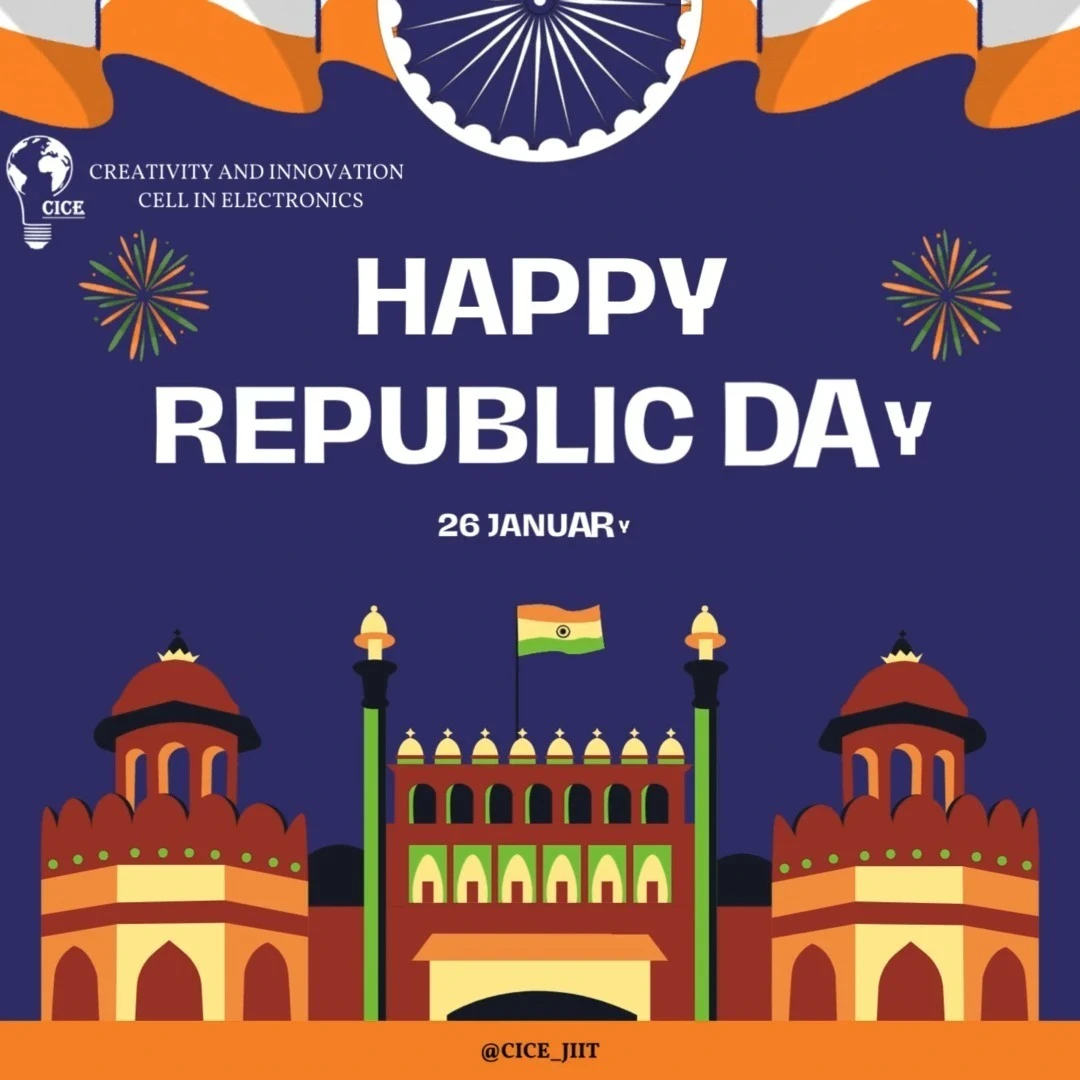 CREATIVITY AND INNOVATION
CELL IN ELECTRONICS
CICE
HAPPY
REPUBLIC DAY
26 JANUARY
@CICE_JIIT